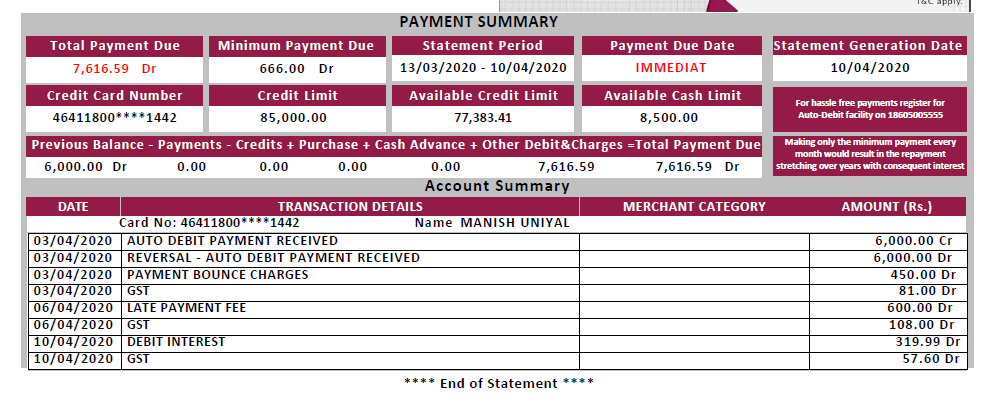 T&C apply.
PAYMENT SUMMARY
Total Payment Due Minimum Payment Due Statement Period Payment Due Date Statement Generation Date
7,616.59 Dr 666.00 Dr 13/03/2020 - 10/04/2020 IMMEDIAT 10/04/2020
Credit Card Number Credit Limit Available Credit Limit Available Cash Limit
46411800****1442 85,000.00 77,383.41 8,500.00
For hassle free payments register for
Auto-Debit facility on 18605005555
Previous Balance - Payments - Credits + Purchase + Cash Advance + Other Debit&Charges =Total Payment Due
6,000.00 Dr 0.00 0.00 0.00 0.00 7,616.59 7,616.59 Dr
Making only the minimum payment every
month would result in the repayment
stretching over years with consequent interest
Account Summary
DATE TRANSACTION DETAILS MERCHANT CATEGORY AMOUNT (Rs.)
Card No: 46411800****1442 Name MANISH UNIYAL
03/04/2020 AUTO DEBIT PAYMENT RECEIVED 6,000.00 Cr
03/04/2020 REVERSAL - AUTO DEBIT PAYMENT RECEIVED 6,000.00 Dr
03/04/2020 PAYMENT BOUNCE CHARGES 450.00 Dr
03/04/2020 GST 81.00 Dr
06/04/2020 LATE PAYMENT FEE 600.00 Dr
06/04/2020 GST 108.00 Dr
10/04/2020 DEBIT INTEREST 319.99 Dr
10/04/2020 GST 57.60 Dr
**** End of Statement ****